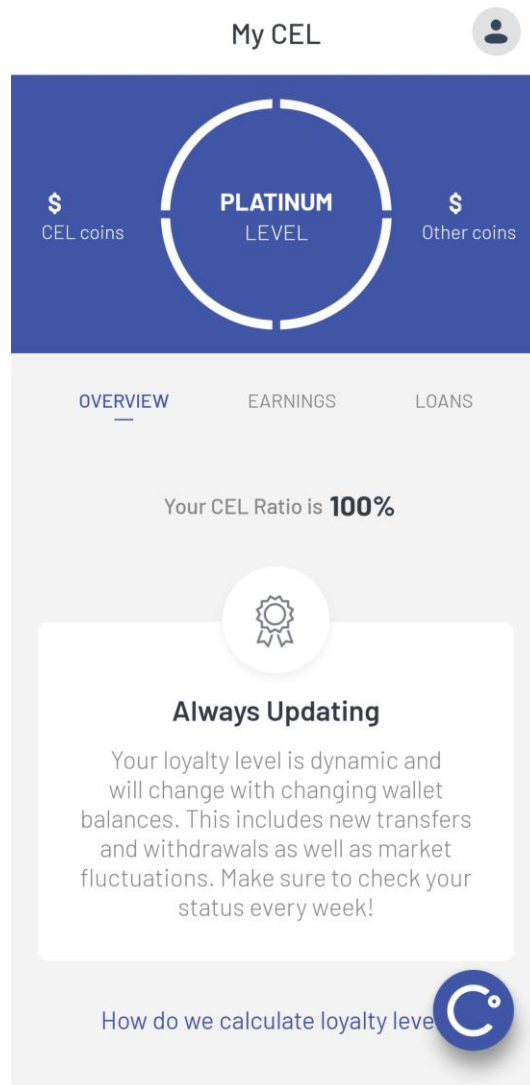 My CEL
$
CEL coins
PLATINUM
LEVEL
$
Other coins
OVERVIEW EARNINGS LOANS
Your CEL Ratio is 100%
Always Updating
Your loyalty level is dynamic and
will change with changing wallet
balances. This includes new transfers
and withdrawals as well as market
fluctuations. Make sure to check your
status every week!
How do we calculate loyalty leve